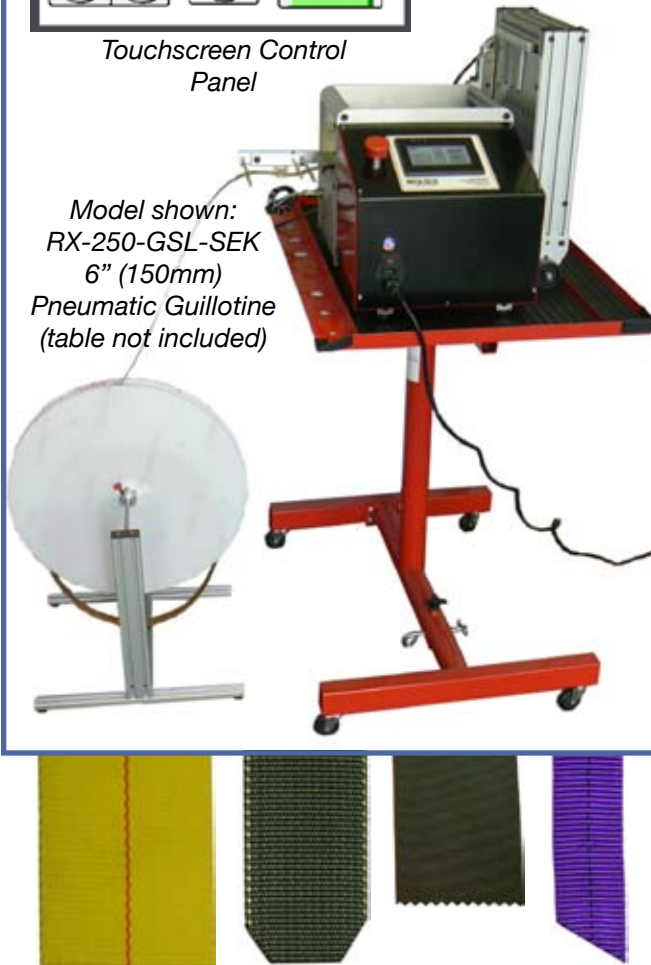 Touchscreen Control
Panel
Model shown:
RX-250-GSL-SEK
6” (150mm)
Pneumatic Guillotine
(table not included)